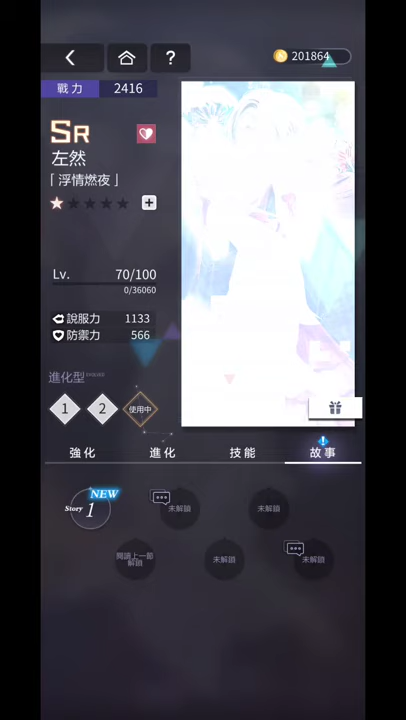 ?
201864
戰力 2416
SR
左然
「浮情燃夜」
Lv. 70/100
0/36060
說服力 1133
防禦力 566
進化型
1 2 使用中
強化 進化 技能 故事
NEW
Story 1
未解鎖
未解鎖
閱讀上一節
解鎖
未解鎖
未解鎖